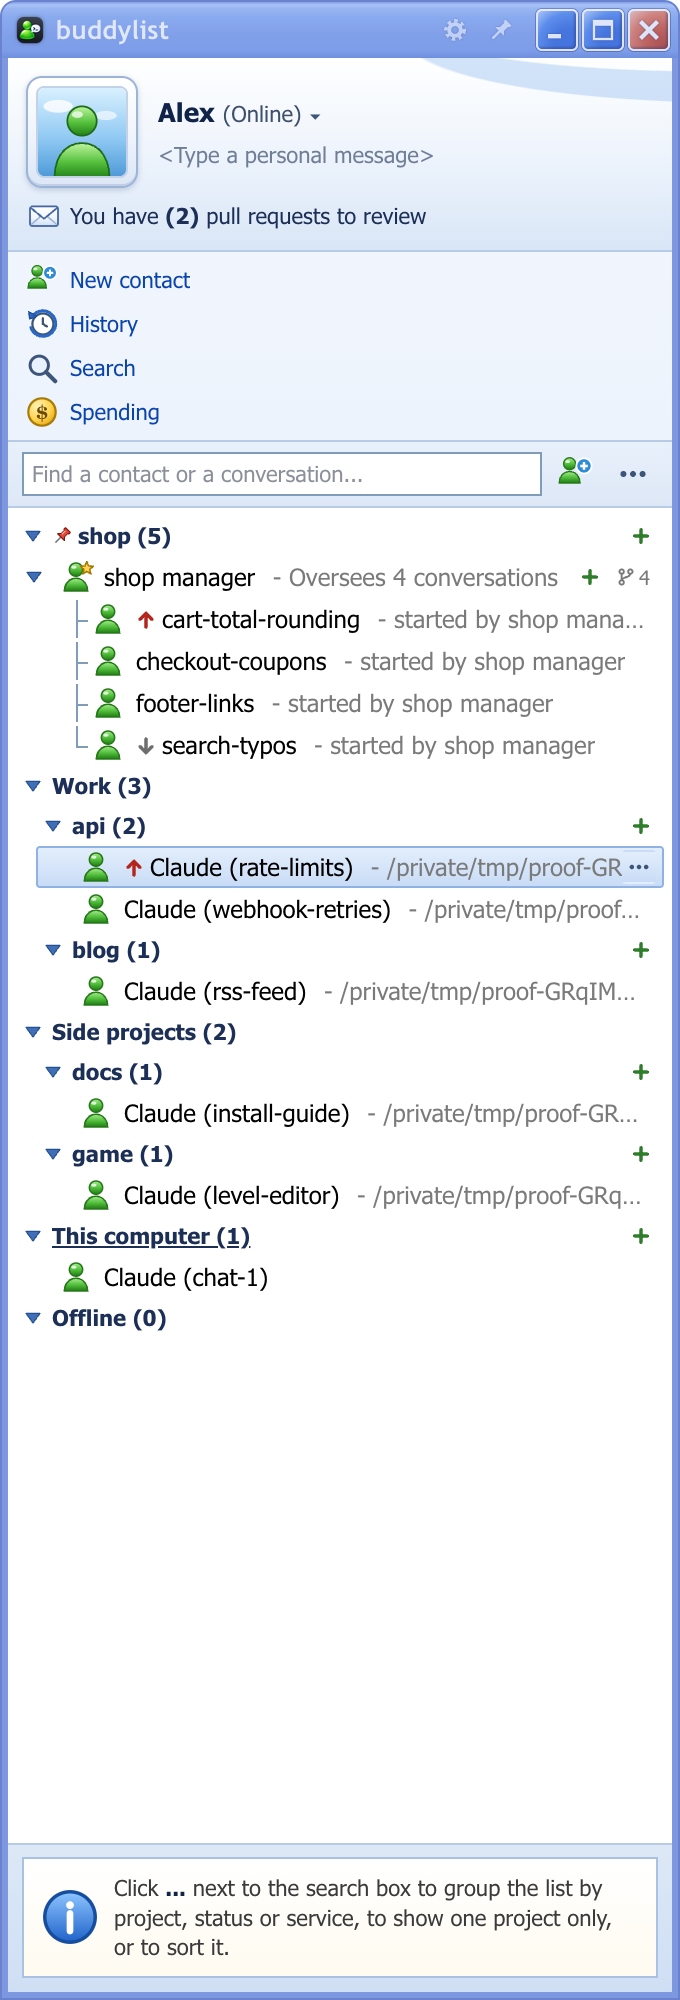 buddylist
Alex (Online)
<Type a personal message>
You have (2) pull requests to review
New contact
History
Search
$ Spending
Find a contact or a conversation...
shop (5)
shop manager - Oversees 4 conversations 4
cart-total-rounding - started by shop mana...
checkout-coupons - started by shop manager
footer-links - started by shop manager
search-typos - started by shop manager
Work (3)
api (2)
Claude (rate-limits) - /private/tmp/proof-GR ...
Claude (webhook-retries) - /private/tmp/proof...
blog (1)
Claude (rss-feed) - /private/tmp/proof-GRqIM...
Side projects (2)
docs (1)
Claude (install-guide) - /private/tmp/proof-GR...
game (1)
Claude (level-editor) - /private/tmp/proof-GRq...
This computer (1)
Claude (chat-1)
Offline (0)
Click ... next to the search box to group the list by
project, status or service, to show one project only,
or to sort it.